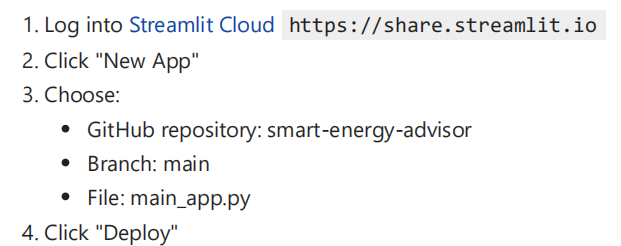 1. Log into Streamlit Cloud https://share.streamlit.io
2. Click "New App"
3. Choose:
• GitHub repository: smart-energy-advisor
• Branch: main
• File: main_app.py
4. Click "Deploy"